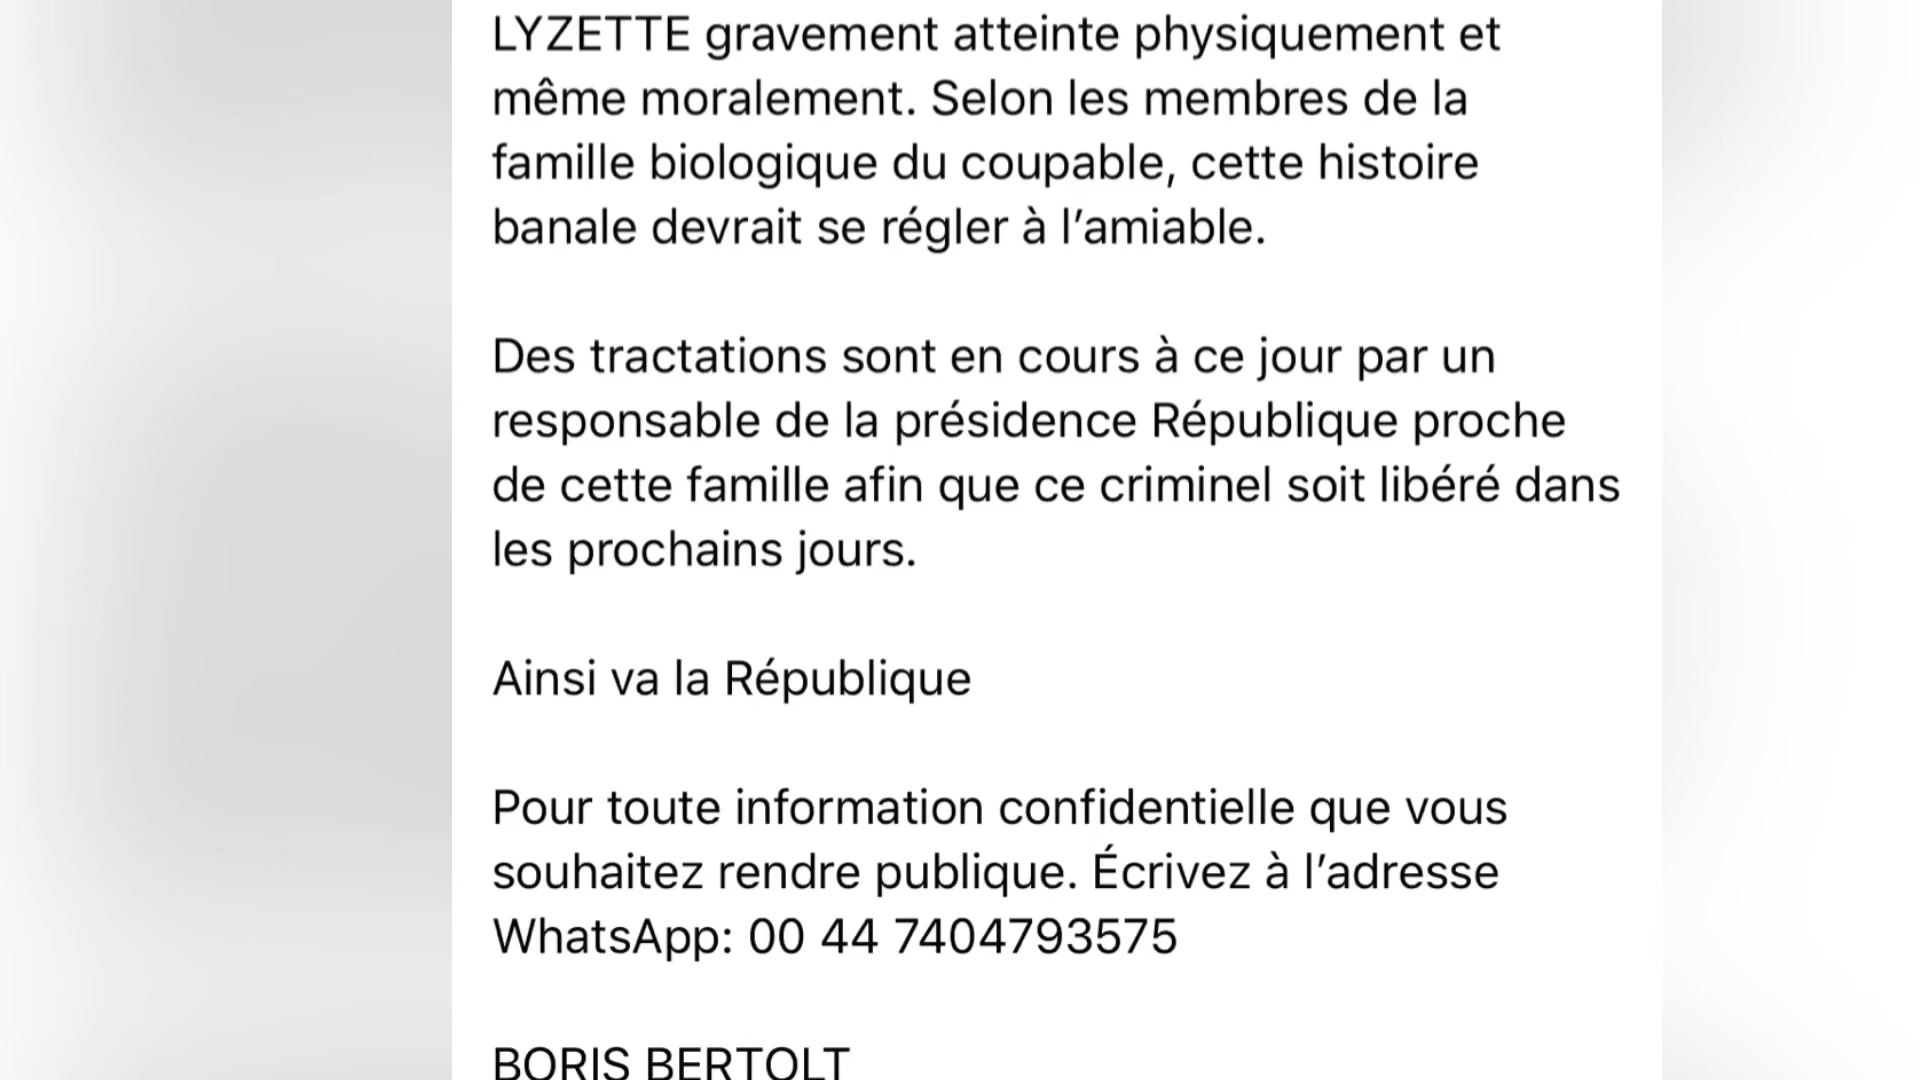 LYZETTE gravement atteinte physiquement et
même moralement. Selon les membres de la
famille biologique du coupable, cette histoire
banale devrait se régler à l’amiable.
Des tractations sont en cours à ce jour par un
responsable de la présidence République proche
de cette famille afin que ce criminel soit libéré dans
les prochains jours.
Ainsi va la République
Pour toute information confidentielle que vous
souhaitez rendre publique. Écrivez à l’adresse
WhatsApp: 00 44 7404793575
BORIS BERTOLT